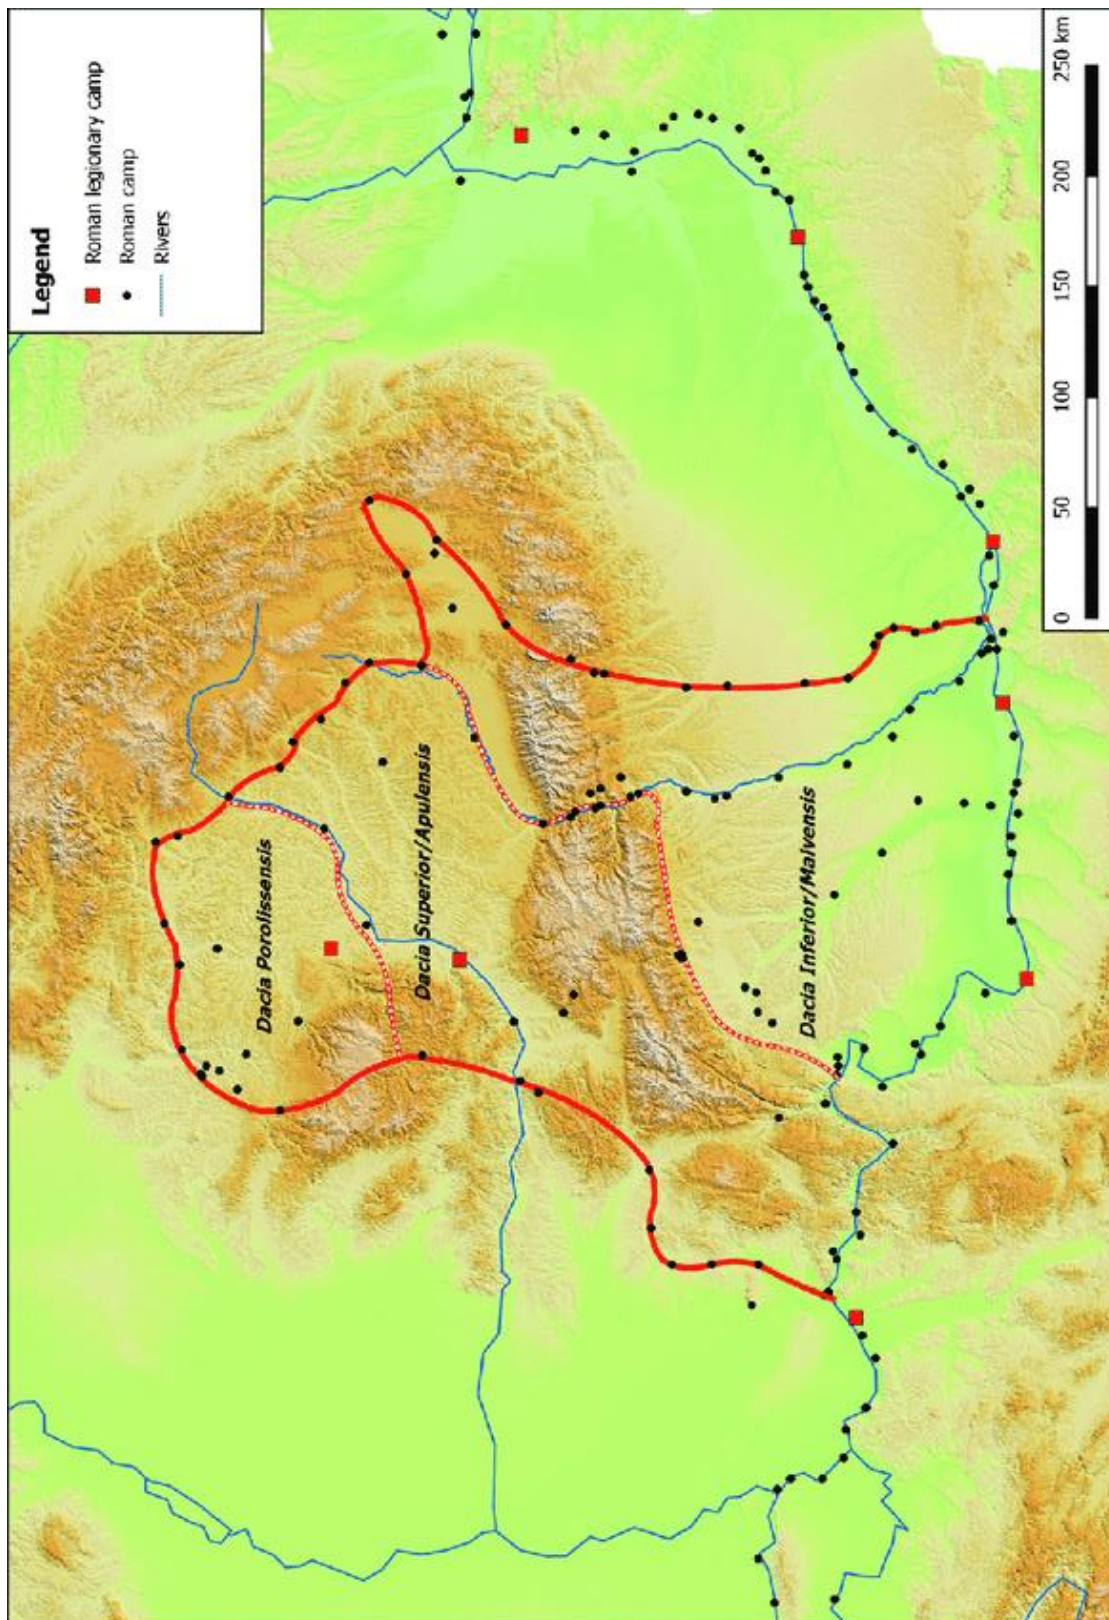 Legend
Roman legionary camp
Roman camp
Rivers
Dacia Porolissensis
Dacia Superior/Apulensis
Dacia Inferior/Malvensis
0 50 100 150 200 250 km